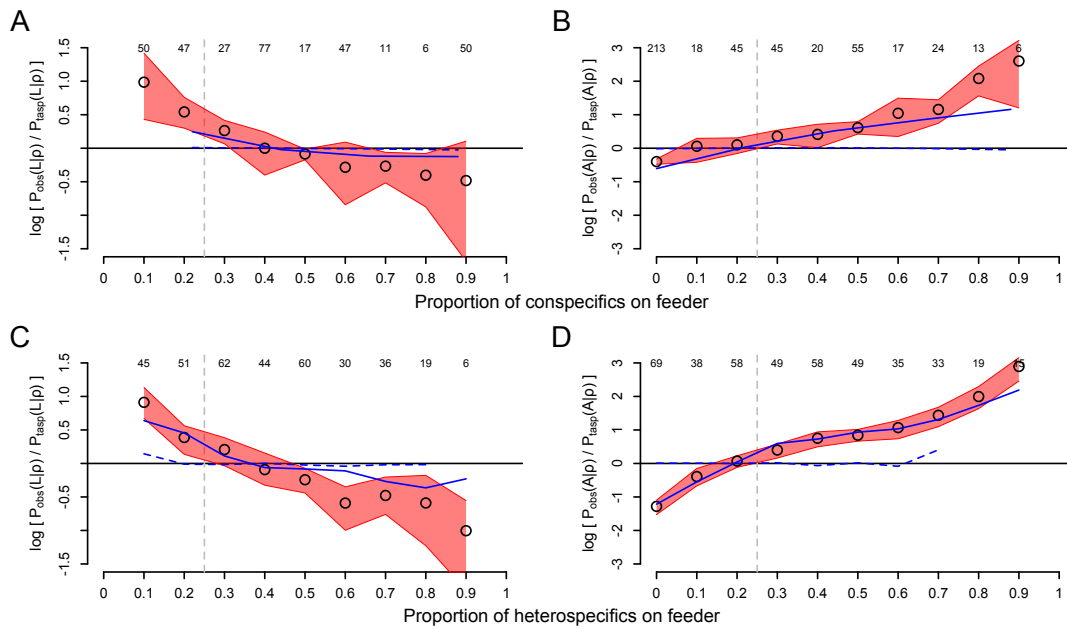 A
B
1.5
1.0
0.5
-0.5
-1.5
log [ P_obs(L|ρ) / P_tasp(L|ρ) ]
50 47 27 77 17 47 11 6 50
0 0.1 0.2 0.3 0.4 0.5 0.6 0.7 0.8 0.9 1
3
2
1
0
-1
-2
-3
log [ P_obs(A|ρ) / P_tasp(A|ρ) ]
213 18 45 45 20 55 17 24 13 6
0 0.1 0.2 0.3 0.4 0.5 0.6 0.7 0.8 0.9 1
Proportion of conspecifics on feeder
C
D
1.5
1.0
0.5
-0.5
-1.5
log [ P_obs(L|ρ) / P_tasp(L|ρ) ]
45 51 62 44 60 30 36 19 6
0 0.1 0.2 0.3 0.4 0.5 0.6 0.7 0.8 0.9 1
3
2
1
0
-1
-2
-3
log [ P_obs(A|ρ) / P_tasp(A|ρ) ]
69 38 58 49 58 49 35 33 19
0 0.1 0.2 0.3 0.4 0.5 0.6 0.7 0.8 0.9 1
Proportion of heterospecifics on feeder